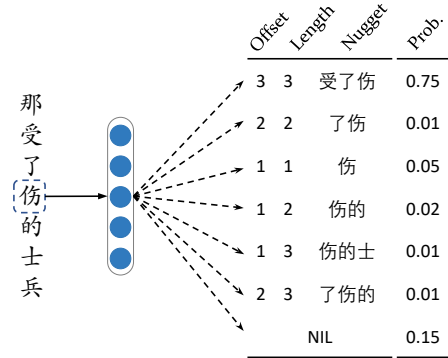 Offset Length Nugget Prob.
3 3 受了伤 0.75
2 2 了伤 0.01
1 1 伤 0.05
1 2 伤的 0.02
1 3 伤的士 0.01
2 3 了伤的 0.01
NIL 0.15
那受了伤的士兵